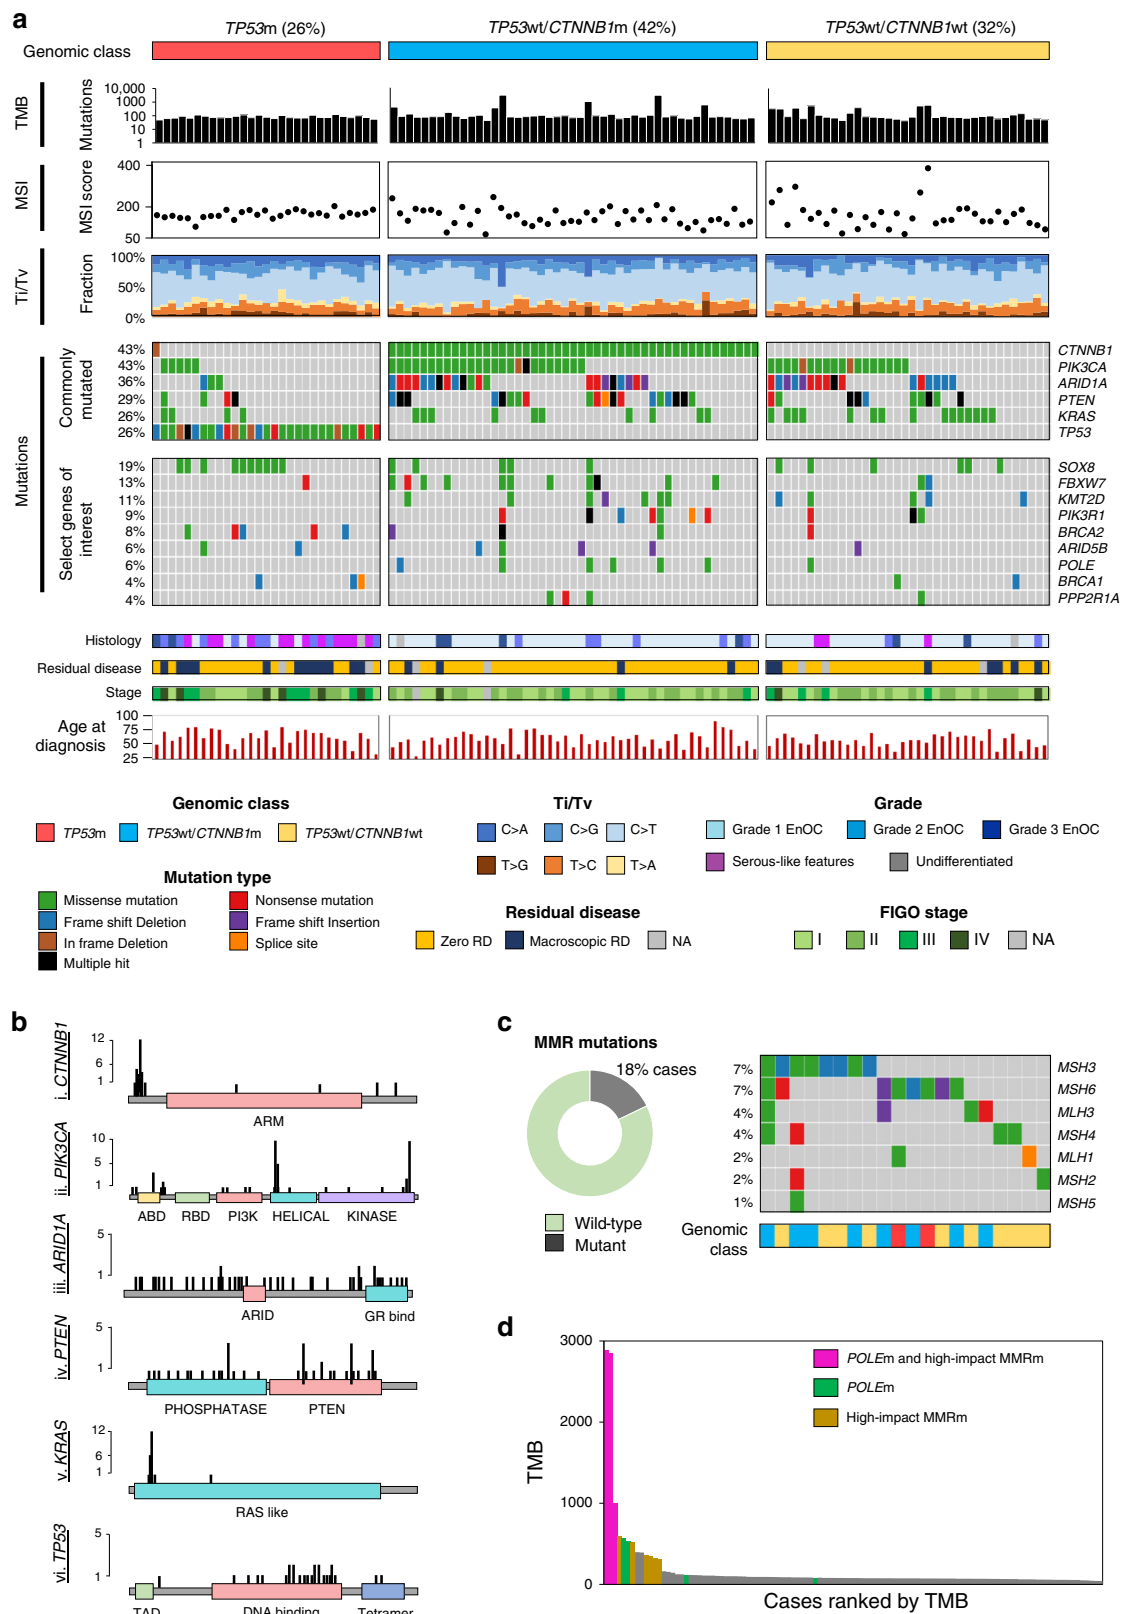 a
TP53m (26%)
TP53wt/CTNNB1m (42%)
TP53wt/CTNNB1wt (32%)
Genomic class
TMB
Mutations
10,000
1000
100
10
1
MSI
MSI score
400
200
50
Ti/Tv
Fraction
100%
50%
0%
Mutations
Commonly mutated
43% CTNNB1
43% PIK3CA
36% ARID1A
29% PTEN
26% KRAS
26% TP53
Select genes of interest
19% SOX8
13% FBXW7
11% KMT2D
9% PIK3R1
8% BRCA2
6% ARID5B
6% POLE
4% BRCA1
4% PPP2R1A
Histology
Residual disease
Stage
Age at diagnosis
100
75
50
25
Genomic class
TP53m
TP53wt/CTNNB1m
TP53wt/CTNNB1wt
Ti/Tv
C>A
C>G
C>T
T>G
T>C
T>A
Grade
Grade 1 EnOC
Grade 2 EnOC
Grade 3 EnOC
Serous-like features
Undifferentiated
Mutation type
Missense mutation
Nonsense mutation
Frame shift Deletion
Frame shift Insertion
In frame Deletion
Splice site
Multiple hit
Residual disease
Zero RD
Macroscopic RD
NA
FIGO stage
I
II
III
IV
NA
b
i. CTNNB1
12
6
1
ARM
ii. PIK3CA
10
5
1
ABD
RBD
PI3K
HELICAL
KINASE
iii. ARID1A
5
1
ARID
GR bind
iv. PTEN
5
1
PHOSPHATASE
PTEN
v. KRAS
12
6
1
RAS like
vi. TP53
5
1
TAD
DNA binding
Tetramer
c
MMR mutations
18% cases
Wild-type
Mutant
7% MSH3
7% MSH6
4% MLH3
4% MSH4
2% MLH1
2% MSH2
1% MSH5
Genomic class
d
TMB
3000
2000
1000
0
POLEm and high-impact MMRm
POLEm
High-impact MMRm
Cases ranked by TMB